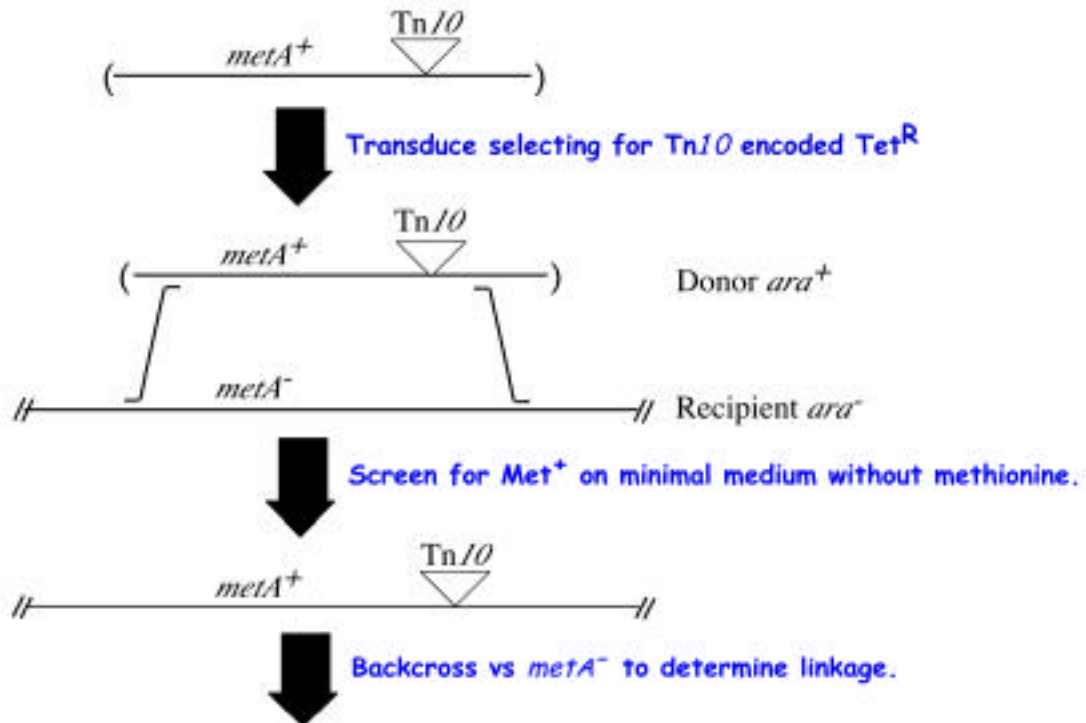 Tn10
metA+
( )
Transduce selecting for Tn10 encoded TetR
Tn10
metA+
( )
Donor ara+
metA-
// // Recipient ara-
Screen for Met+ on minimal medium without methionine.
Tn10
metA+
// //
Backcross vs metA- to determine linkage.